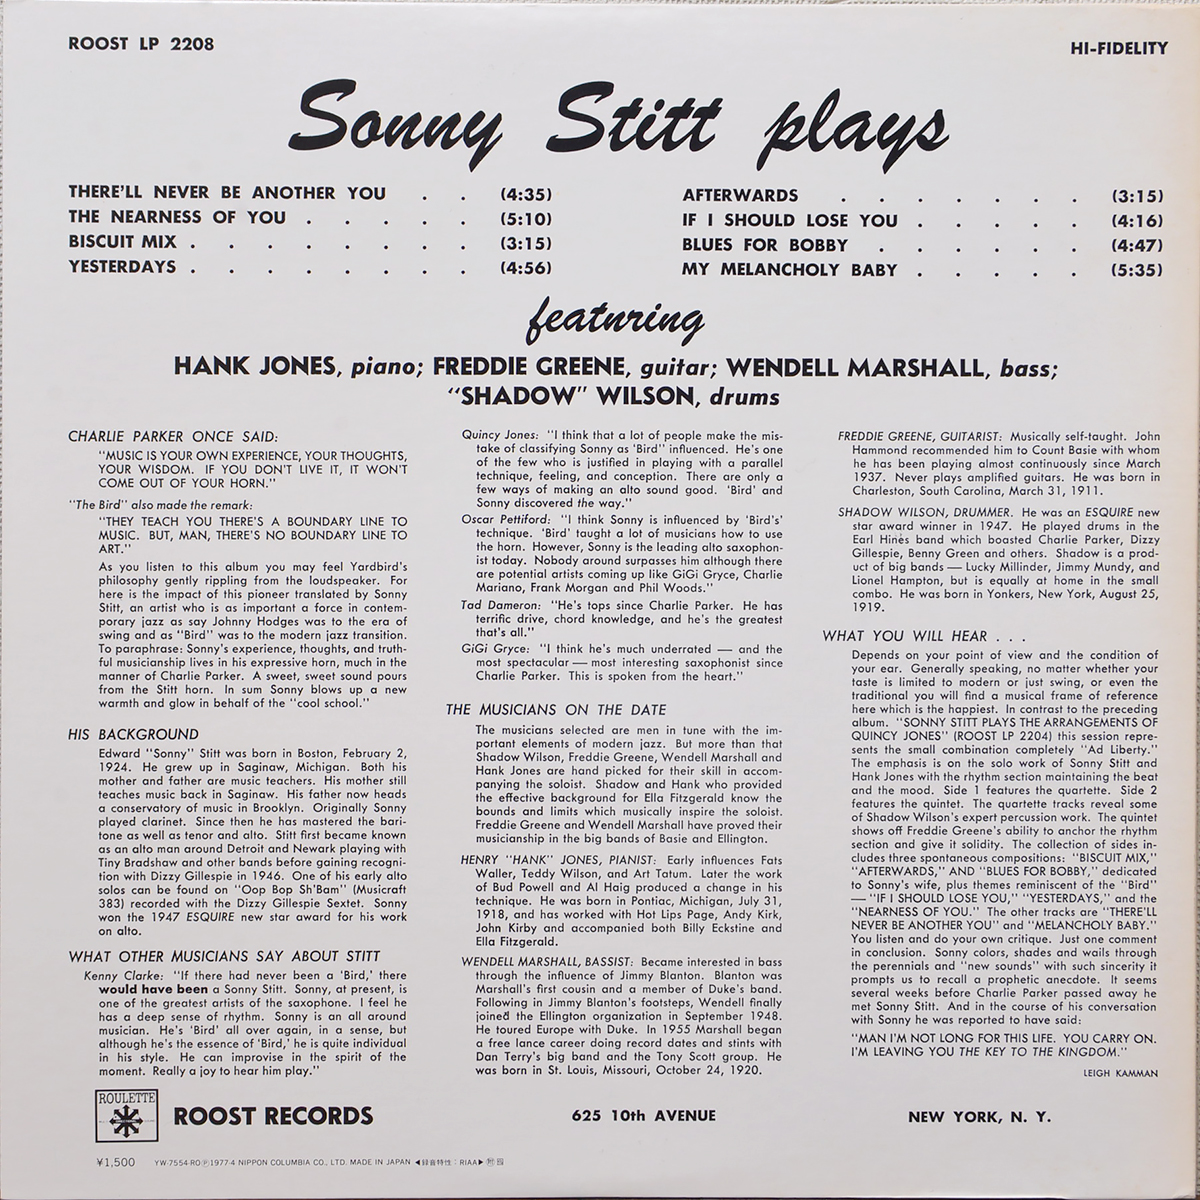 ROOST LP 2208
HI-FIDELITY
Sonny Stitt plays
THERE'LL NEVER BE ANOTHER YOU . . (4:35)
THE NEARNESS OF YOU . . . . . (5:10)
BISCUIT MIX . . . . . . . . (3:15)
YESTERDAYS . . . . . . . . (4:56)
AFTERWARDS . . . . . . . (3:15)
IF I SHOULD LOSE YOU . . . . . (4:16)
BLUES FOR BOBBY . . . . . . (4:47)
MY MELANCHOLY BABY . . . . . (5:35)
featuring
HANK JONES, piano; FREDDIE GREENE, guitar; WENDELL MARSHALL, bass;
"SHADOW" WILSON, drums
CHARLIE PARKER ONCE SAID:
"MUSIC IS YOUR OWN EXPERIENCE, YOUR THOUGHTS,
YOUR WISDOM. IF YOU DON'T LIVE IT, IT WON'T
COME OUT OF YOUR HORN."
"The Bird" also made the remark:
"THEY TEACH YOU THERE'S A BOUNDARY LINE TO
MUSIC. BUT, MAN, THERE'S NO BOUNDARY LINE TO
ART."
As you listen to this album you may feel Yardbird's
philosophy gently rippling from the loudspeaker. For
here is the impact of this pioneer translated by Sonny
Stitt, an artist who is as important a force in contem-
porary jazz as say Johnny Hodges was to the era of
swing and as "Bird" was to the modern jazz transition.
To paraphrase: Sonny's experience, thoughts, and truth-
ful musicianship lives in his expressive horn, much in the
manner of Charlie Parker. A sweet, sweet sound pours
from the Stitt horn. In sum Sonny blows up a new
warmth and glow in behalf of the "cool school."
HIS BACKGROUND
Edward "Sonny" Stitt was born in Boston, February 2,
1924. He grew up in Saginaw, Michigan. Both his
mother and father are music teachers. His mother still
teaches music back in Saginaw. His father now heads
a conservatory of music in Brooklyn. Originally Sonny
played clarinet. Since then he has mastered the bari-
tone as well as tenor and alto. Stitt first became known
as an alto man around Detroit and Newark playing with
Tiny Bradshaw and other bands before gaining recogni-
tion with Dizzy Gillespie in 1946. One of his early alto
solos can be found on "Oop Bop Sh'Bam" (Musicraft
383) recorded with the Dizzy Gillespie Sextet. Sonny
won the 1947 ESQUIRE new star award for his work
on alto.
WHAT OTHER MUSICIANS SAY ABOUT STITT
Kenny Clarke: "If there had never been a 'Bird,' there
would have been a Sonny Stitt. Sonny, at present, is
one of the greatest artists of the saxophone. I feel he
has a deep sense of rhythm. Sonny is an all around
musician. He's 'Bird' all over again, in a sense, but
although he's the essence of 'Bird,' he is quite individual
in his style. He can improvise in the spirit of the
moment. Really a joy to hear him play."
Quincy Jones: "I think that a lot of people make the mis-
take of classifying Sonny as 'Bird' influenced. He's one
of the few who is justified in playing with a parallel
technique, feeling, and conception. There are only a
few ways of making an alto sound good. 'Bird' and
Sonny discovered the way."
Oscar Pettiford: "I think Sonny is influenced by 'Bird's'
technique. 'Bird' taught a lot of musicians how to use
the horn. However, Sonny is the leading alto saxophon-
ist today. Nobody around surpasses him although there
are potential artists coming up like GiGi Gryce, Charlie
Mariano, Frank Morgan and Phil Woods."
Tad Dameron: "He's tops since Charlie Parker. He has
terrific drive, chord knowledge, and he's the greatest
that's all."
GiGi Gryce: "I think he's much underrated — and the
most spectacular — most interesting saxophonist since
Charlie Parker. This is spoken from the heart."
THE MUSICIANS ON THE DATE
The musicians selected are men in tune with the im-
portant elements of modern jazz. But more than that
Shadow Wilson, Freddie Greene, Wendell Marshall and
Hank Jones are hand picked for their skill in accom-
panying the soloist. Shadow and Hank who provided
the effective background for Ella Fitzgerald know the
bounds and limits which musically inspire the soloist.
Freddie Greene and Wendell Marshall have proved their
musicianship in the big bands of Basie and Ellington.
HENRY "HANK" JONES, PIANIST: Early influences Fats
Waller, Teddy Wilson, and Art Tatum. Later the work
of Bud Powell and Al Haig produced a change in his
technique. He was born in Pontiac, Michigan, July 31,
1918, and has worked with Hot Lips Page, Andy Kirk,
John Kirby and accompanied both Billy Eckstine and
Ella Fitzgerald.
WENDELL MARSHALL, BASSIST: Became interested in bass
through the influence of Jimmy Blanton. Blanton was
Marshall's first cousin and a member of Duke's band.
Following in Jimmy Blanton's footsteps, Wendell finally
joined the Ellington organization in September 1948.
He toured Europe with Duke. In 1955 Marshall began
a free lance career doing record dates and stints with
Dan Terry's big band and the Tony Scott group. He
was born in St. Louis, Missouri, October 24, 1920.
FREDDIE GREENE, GUITARIST: Musically self-taught. John
Hammond recommended him to Count Basie with whom
he has been playing almost continuously since March
1937. Never plays amplified guitars. He was born in
Charleston, South Carolina, March 31, 1911.
SHADOW WILSON, DRUMMER. He was an ESQUIRE new
star award winner in 1947. He played drums in the
Earl Hines band which boasted Charlie Parker, Dizzy
Gillespie, Benny Green and others. Shadow is a prod-
uct of big bands — Lucky Millinder, Jimmy Mundy, and
Lionel Hampton, but is equally at home in the small
combo. He was born in Yonkers, New York, August 25,
1919.
WHAT YOU WILL HEAR . . .
Depends on your point of view and the condition of
your ear. Generally speaking, no matter whether your
taste is limited to modern or just swing, or even the
traditional you will find a musical frame of reference
here which is the happiest. In contrast to the preceding
album. "SONNY STITT PLAYS THE ARRANGEMENTS OF
QUINCY JONES" (ROOST LP 2204) this session repre-
sents the small combination completely "Ad Liberty."
The emphasis is on the solo work of Sonny Stitt and
Hank Jones with the rhythm section maintaining the beat
and the mood. Side 1 features the quartette. Side 2
features the quintet. The quartette tracks reveal some
of Shadow Wilson's expert percussion work. The quintet
shows off Freddie Greene's ability to anchor the rhythm
section and give it solidity. The collection of sides in-
cludes three spontaneous compositions: "BISCUIT MIX,"
"AFTERWARDS," AND "BLUES FOR BOBBY," dedicated
to Sonny's wife, plus themes reminiscent of the "Bird"
— "IF I SHOULD LOSE YOU," "YESTERDAYS," and the
"NEARNESS OF YOU." The other tracks are "THERE'LL
NEVER BE ANOTHER YOU" and "MELANCHOLY BABY."
You listen and do your own critique. Just one comment
in conclusion. Sonny colors, shades and wails through
the perennials and "new sounds" with such sincerity it
prompts us to recall a prophetic anecdote. It seems
several weeks before Charlie Parker passed away he
met Sonny Stitt. And in the course of his conversation
with Sonny he was reported to have said:
"MAN I'M NOT LONG FOR THIS LIFE. YOU CARRY ON.
I'M LEAVING YOU THE KEY TO THE KINGDOM."
LEIGH KAMMAN
ROULETTE
ROOST RECORDS
625 10th AVENUE
NEW YORK, N. Y.
¥1,500 YW-7554-RO Ⓟ1977·4 NIPPON COLUMBIA CO., LTD. MADE IN JAPAN ◀録音特性：RIAA▶